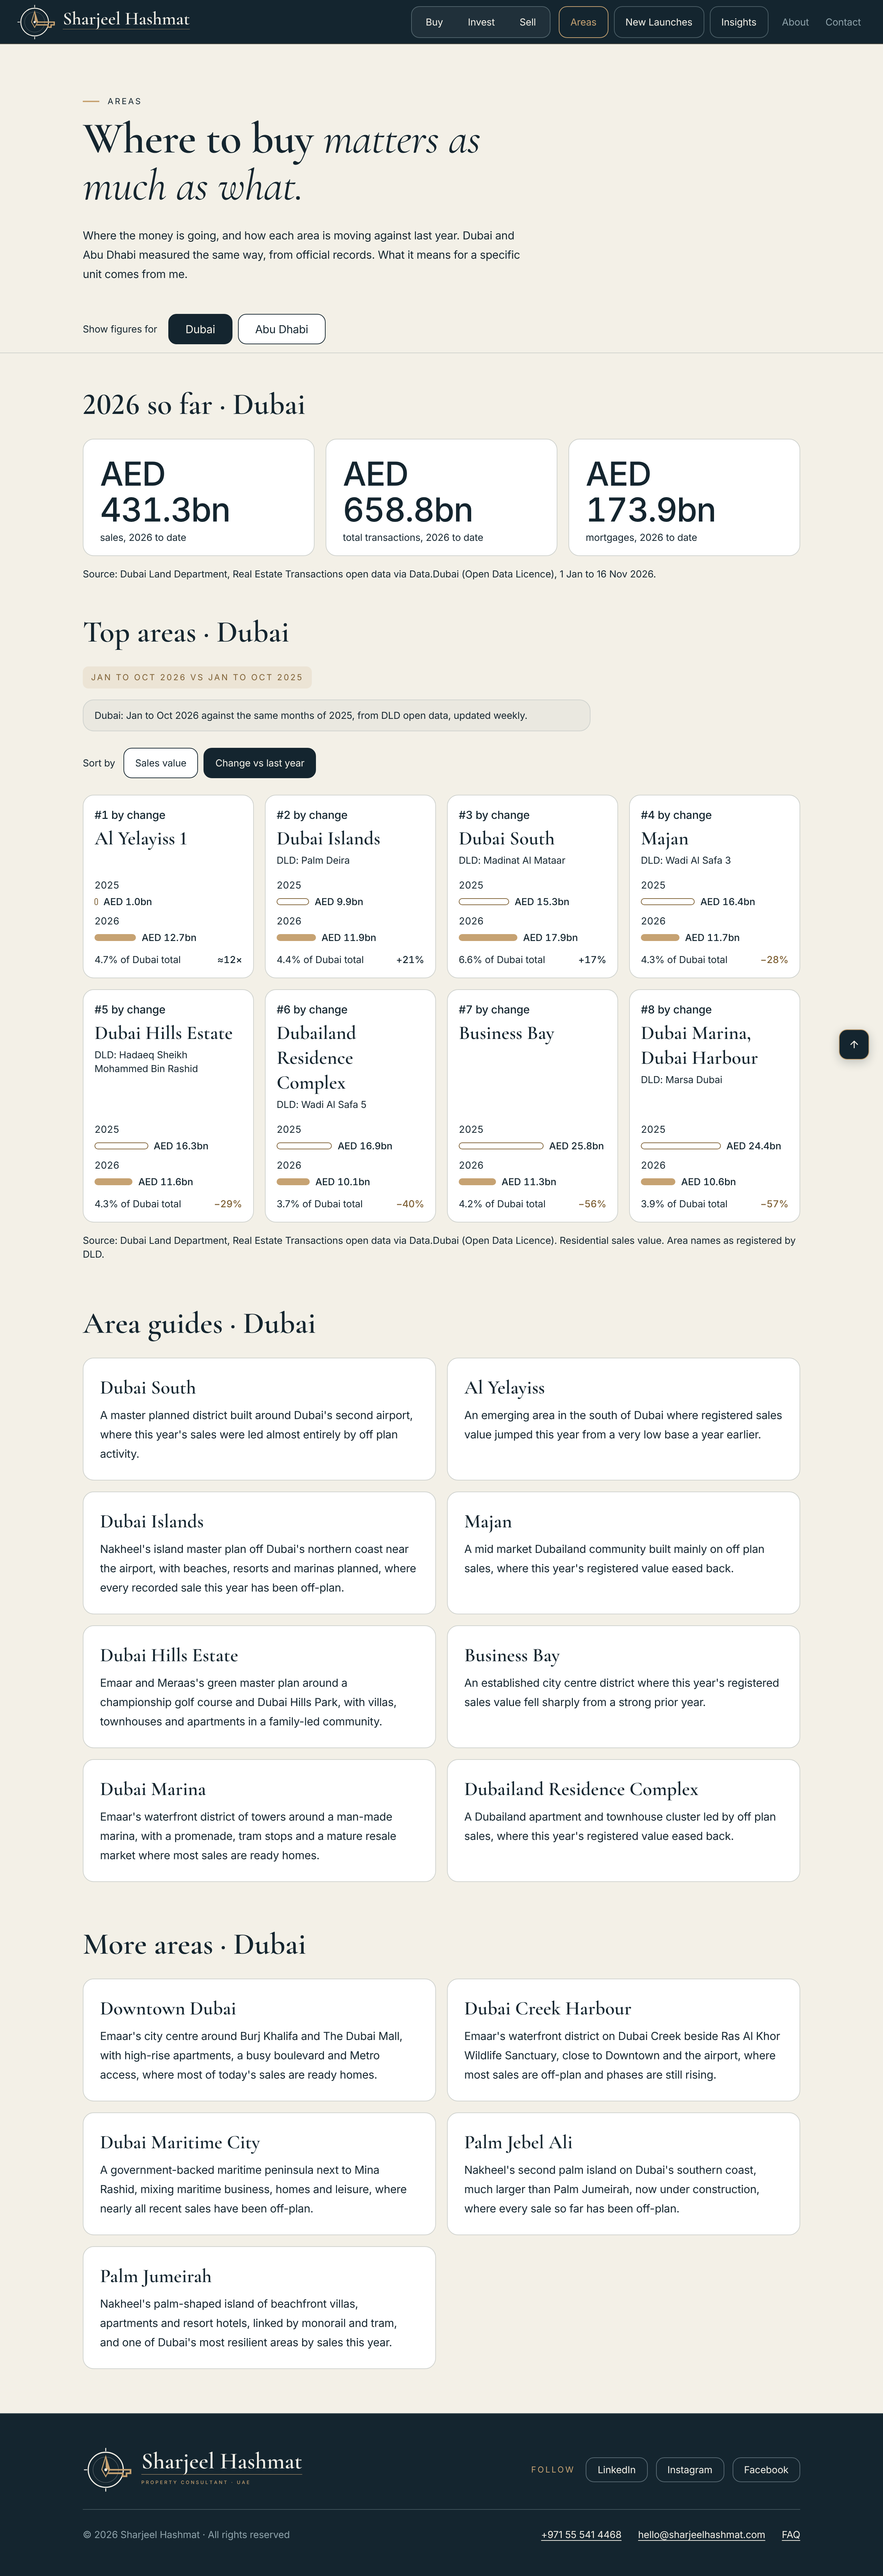 Sharjeel Hashmat
Buy Invest Sell Areas New Launches Insights About Contact
AREAS
Where to buy matters as
much as what.
Where the money is going, and how each area is moving against last year. Dubai and
Abu Dhabi measured the same way, from official records. What it means for a specific
unit comes from me.
Show figures for Dubai Abu Dhabi
2026 so far · Dubai
AED
431.3bn
sales, 2026 to date
AED
658.8bn
total transactions, 2026 to date
AED
173.9bn
mortgages, 2026 to date
Source: Dubai Land Department, Real Estate Transactions open data via Data.Dubai (Open Data Licence), 1 Jan to 16 Nov 2026.
Top areas · Dubai
JAN TO OCT 2026 VS JAN TO OCT 2025
Dubai: Jan to Oct 2026 against the same months of 2025, from DLD open data, updated weekly.
Sort by Sales value Change vs last year
#1 by change
Al Yelayiss 1
2025
AED 1.0bn
2026
AED 12.7bn
4.7% of Dubai total ≈12×
#2 by change
Dubai Islands
DLD: Palm Deira
2025
AED 9.9bn
2026
AED 11.9bn
4.4% of Dubai total +21%
#3 by change
Dubai South
DLD: Madinat Al Mataar
2025
AED 15.3bn
2026
AED 17.9bn
6.6% of Dubai total +17%
#4 by change
Majan
DLD: Wadi Al Safa 3
2025
AED 16.4bn
2026
AED 11.7bn
4.3% of Dubai total −28%
#5 by change
Dubai Hills Estate
DLD: Hadaeq Sheikh
Mohammed Bin Rashid
2025
AED 16.3bn
2026
AED 11.6bn
4.3% of Dubai total −29%
#6 by change
Dubailand
Residence
Complex
DLD: Wadi Al Safa 5
2025
AED 16.9bn
2026
AED 10.1bn
3.7% of Dubai total −40%
#7 by change
Business Bay
2025
AED 25.8bn
2026
AED 11.3bn
4.2% of Dubai total −56%
#8 by change
Dubai Marina,
Dubai Harbour
DLD: Marsa Dubai
2025
AED 24.4bn
2026
AED 10.6bn
3.9% of Dubai total −57%
Source: Dubai Land Department, Real Estate Transactions open data via Data.Dubai (Open Data Licence). Residential sales value. Area names as registered by
DLD.
Area guides · Dubai
Dubai South
A master planned district built around Dubai's second airport,
where this year's sales were led almost entirely by off plan
activity.
Al Yelayiss
An emerging area in the south of Dubai where registered sales
value jumped this year from a very low base a year earlier.
Dubai Islands
Nakheel's island master plan off Dubai's northern coast near
the airport, with beaches, resorts and marinas planned, where
every recorded sale this year has been off-plan.
Majan
A mid market Dubailand community built mainly on off plan
sales, where this year's registered value eased back.
Dubai Hills Estate
Emaar and Meraas's green master plan around a
championship golf course and Dubai Hills Park, with villas,
townhouses and apartments in a family-led community.
Business Bay
An established city centre district where this year's registered
sales value fell sharply from a strong prior year.
Dubai Marina
Emaar's waterfront district of towers around a man-made
marina, with a promenade, tram stops and a mature resale
market where most sales are ready homes.
Dubailand Residence Complex
A Dubailand apartment and townhouse cluster led by off plan
sales, where this year's registered value eased back.
More areas · Dubai
Downtown Dubai
Emaar's city centre around Burj Khalifa and The Dubai Mall,
with high-rise apartments, a busy boulevard and Metro
access, where most of today's sales are ready homes.
Dubai Creek Harbour
Emaar's waterfront district on Dubai Creek beside Ras Al Khor
Wildlife Sanctuary, close to Downtown and the airport, where
most sales are off-plan and phases are still rising.
Dubai Maritime City
A government-backed maritime peninsula next to Mina
Rashid, mixing maritime business, homes and leisure, where
nearly all recent sales have been off-plan.
Palm Jebel Ali
Nakheel's second palm island on Dubai's southern coast,
much larger than Palm Jumeirah, now under construction,
where every sale so far has been off-plan.
Palm Jumeirah
Nakheel's palm-shaped island of beachfront villas,
apartments and resort hotels, linked by monorail and tram,
and one of Dubai's most resilient areas by sales this year.
Sharjeel Hashmat
PROPERTY CONSULTANT · UAE
FOLLOW LinkedIn Instagram Facebook
© 2026 Sharjeel Hashmat · All rights reserved
+971 55 541 4468 hello@sharjeelhashmat.com FAQ